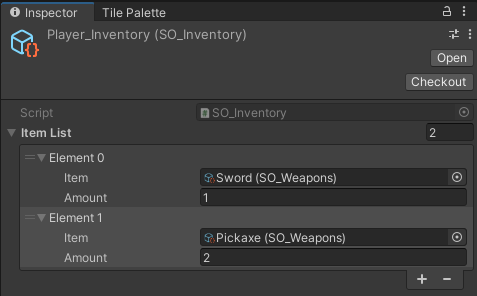 Inspector
Tile Palette
Player_Inventory (SO_Inventory)
Open
Checkout
Script
SO_Inventory
Item List
2
Element 0
Item
Sword (SO_Weapons)
Amount
1
Element 1
Item
Pickaxe (SO_Weapons)
Amount
2